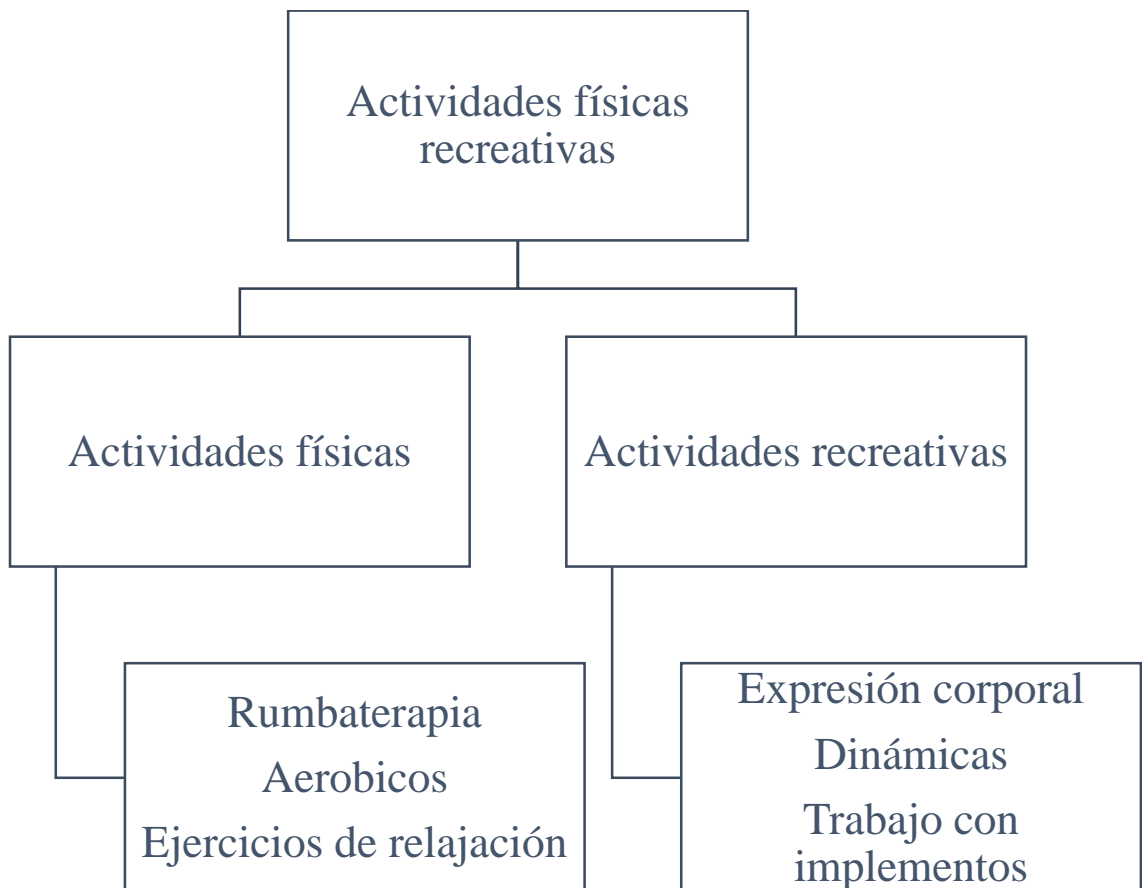 Actividades físicas
recreativas
Actividades físicas
Actividades recreativas
Rumbaterapia
Aerobicos
Ejercicios de relajación
Expresión corporal
Dinámicas
Trabajo con
implementos